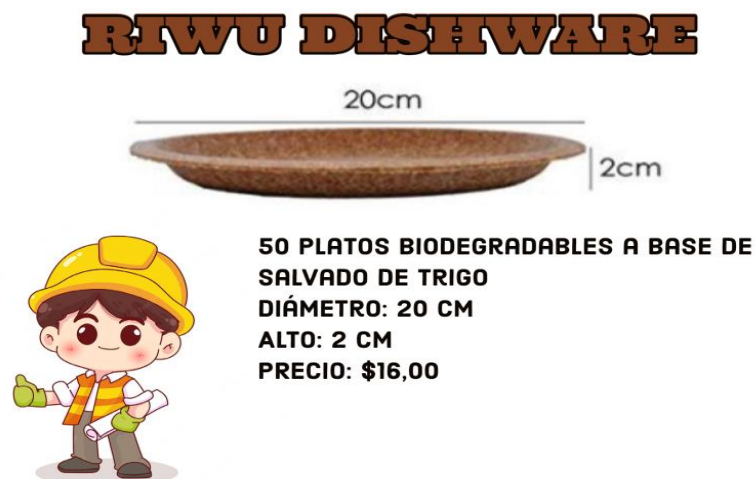 RIWU DISHWARE
20cm
2cm
50 PLATOS BIODEGRADABLES A BASE DE
SALVADO DE TRIGO
DIÁMETRO: 20 CM
ALTO: 2 CM
PRECIO: $16,00